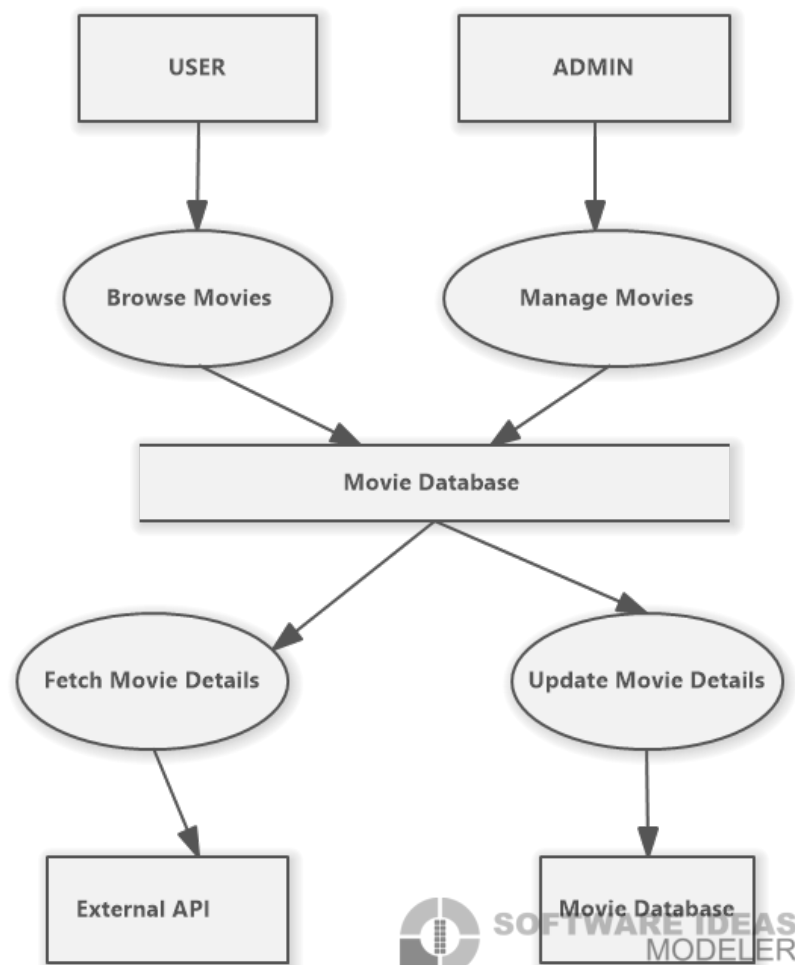 USER
ADMIN
Browse Movies
Manage Movies
Movie Database
Fetch Movie Details
Update Movie Details
External API
Movie Database
SOFTWARE IDEAS
MODELER